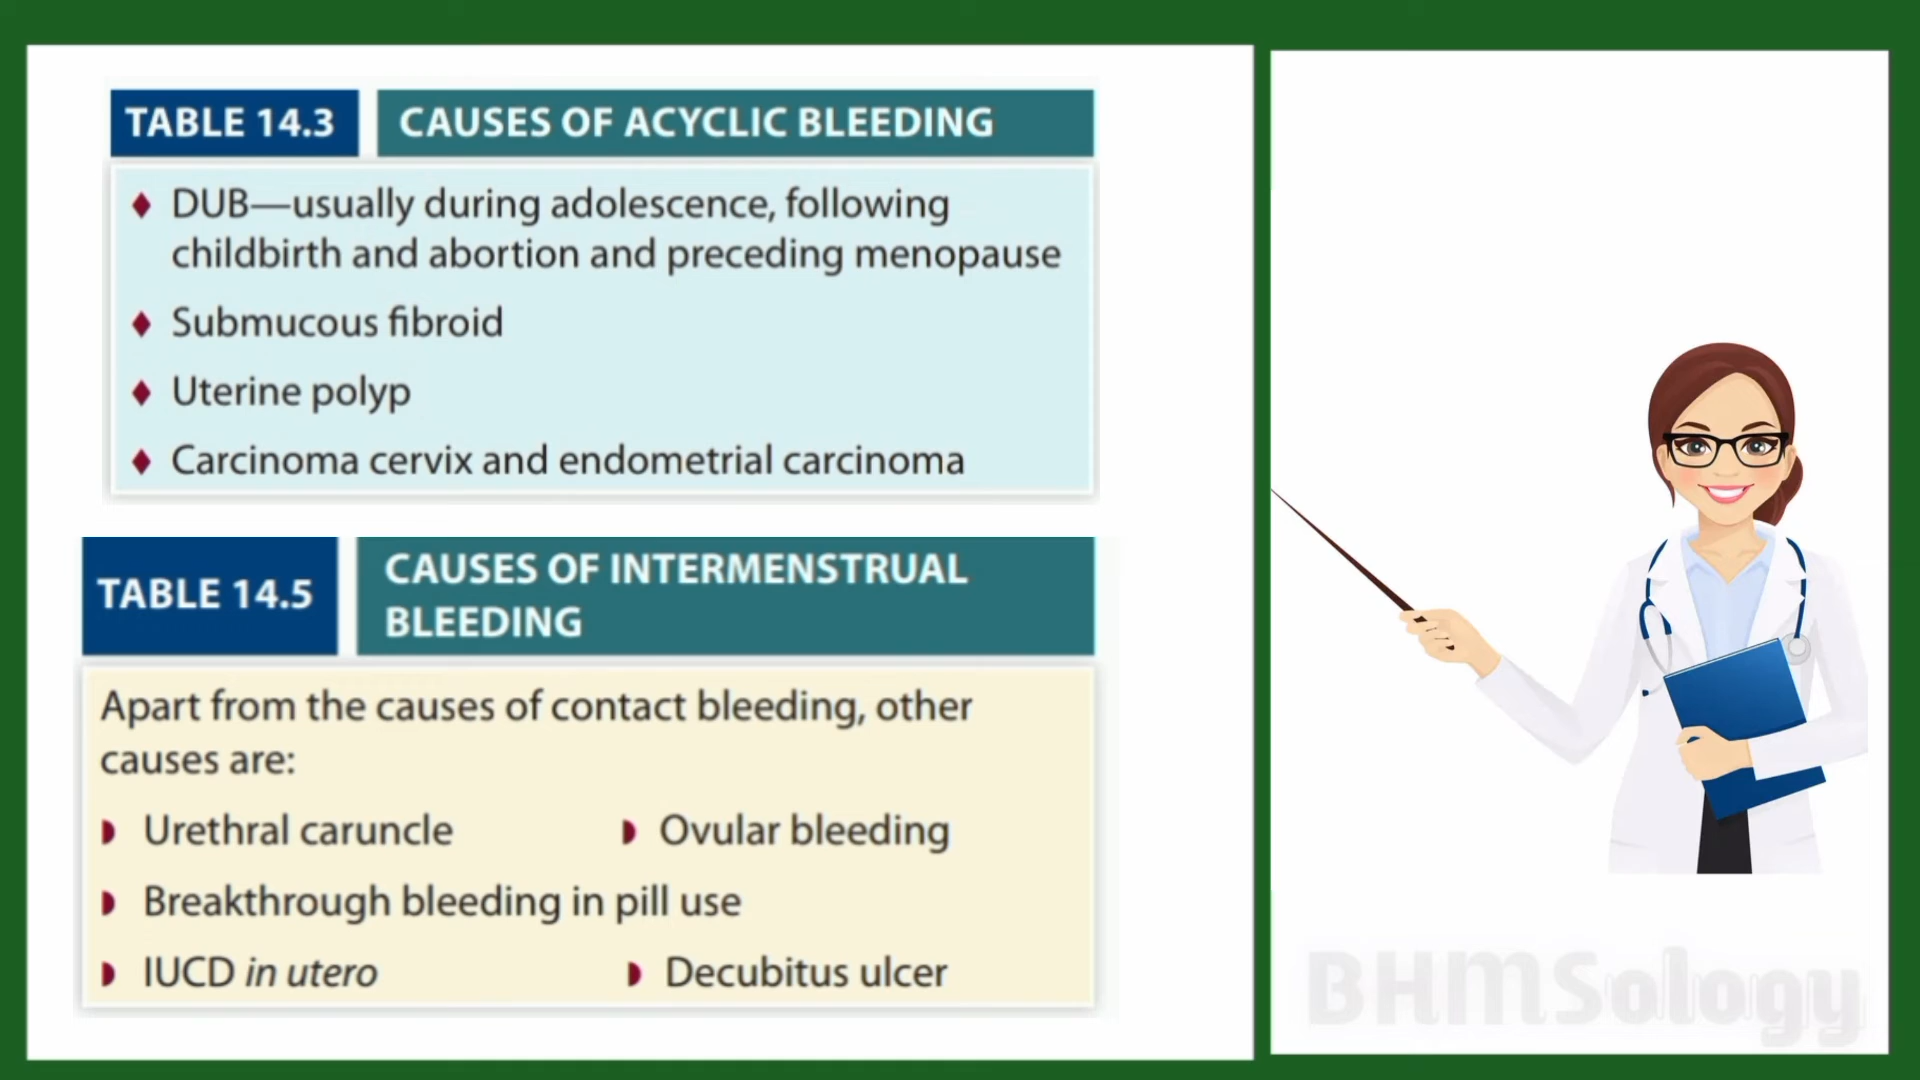 TABLE 14.3 CAUSES OF ACYCLIC BLEEDING
♦ DUB—usually during adolescence, following
childbirth and abortion and preceding menopause
♦ Submucous fibroid
♦ Uterine polyp
♦ Carcinoma cervix and endometrial carcinoma
TABLE 14.5 CAUSES OF INTERMENSTRUAL
BLEEDING
Apart from the causes of contact bleeding, other
causes are:
◗ Urethral caruncle ◗ Ovular bleeding
◗ Breakthrough bleeding in pill use
◗ IUCD in utero ◗ Decubitus ulcer
BHMSology